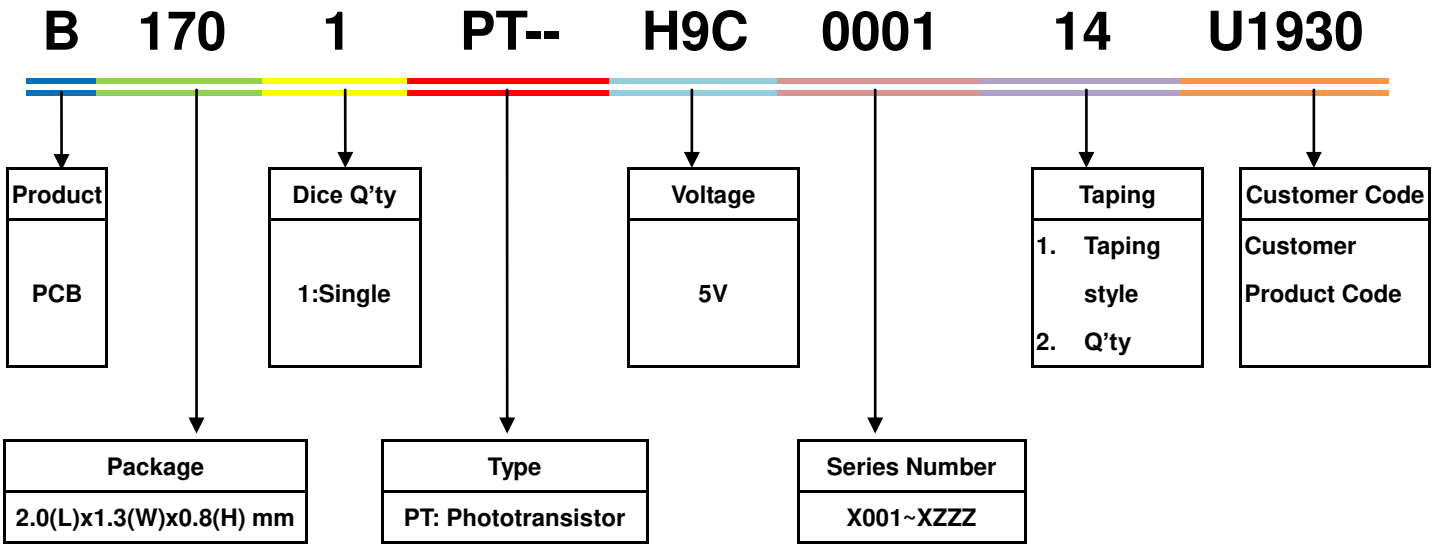 B 170 1 PT-- H9C 0001 14 U1930
Product
PCB
Dice Q’ty
1:Single
Voltage
5V
Taping
1. Taping
style
2. Q’ty
Customer Code
Customer
Product Code
Package
2.0(L)x1.3(W)x0.8(H) mm
Type
PT: Phototransistor
Series Number
X001~XZZZ